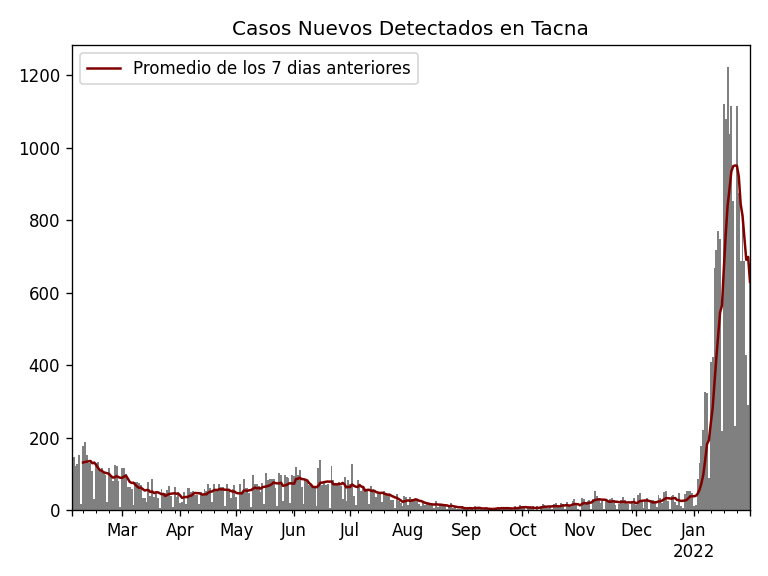 Casos Nuevos Detectados en Tacna
Promedio de los 7 dias anteriores
1200
1000
800
600
400
200
0
Mar Apr May Jun Jul Aug Sep Oct Nov Dec Jan
2022